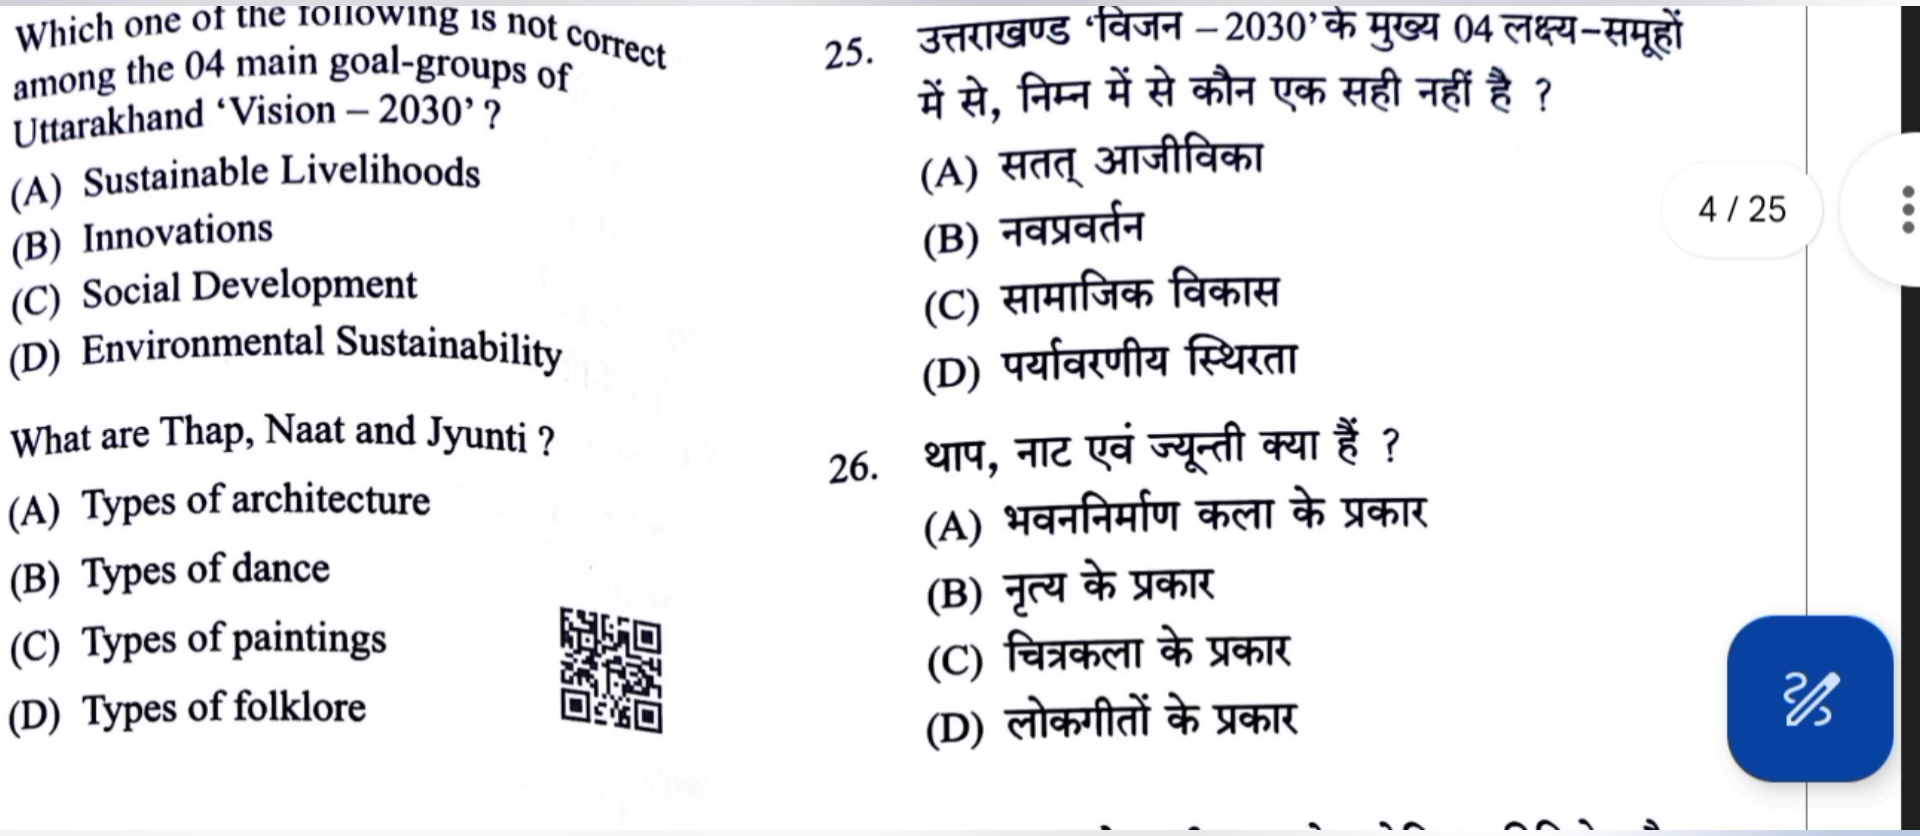 Which one of the following is not correct
among the 04 main goal-groups of
Uttarakhand ‘Vision – 2030’ ?
(A) Sustainable Livelihoods
(B) Innovations
(C) Social Development
(D) Environmental Sustainability
What are Thap, Naat and Jyunti ?
(A) Types of architecture
(B) Types of dance
(C) Types of paintings
(D) Types of folklore
25. उत्तराखण्ड ‘विजन – 2030’ के मुख्य 04 लक्ष्य-समूहों
में से, निम्न में से कौन एक सही नहीं है ?
(A) सतत् आजीविका
(B) नवप्रवर्तन
(C) सामाजिक विकास
(D) पर्यावरणीय स्थिरता
26. थाप, नाट एवं ज्यून्ती क्या हैं ?
(A) भवननिर्माण कला के प्रकार
(B) नृत्य के प्रकार
(C) चित्रकला के प्रकार
(D) लोकगीतों के प्रकार
4 / 25